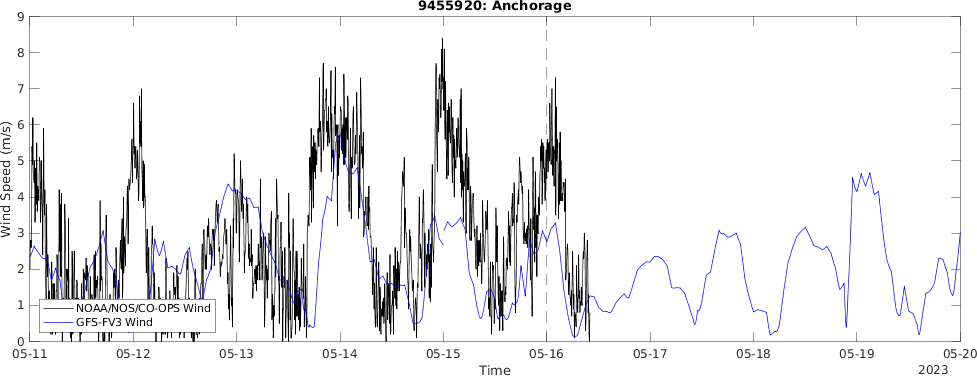 9455920: Anchorage
Wind Speed (m/s)
9
8
7
6
5
4
3
2
1
0
NOAA/NOS/CO-OPS Wind
GFS-FV3 Wind
05-11 05-12 05-13 05-14 05-15 05-16 05-17 05-18 05-19 05-20
Time
2023